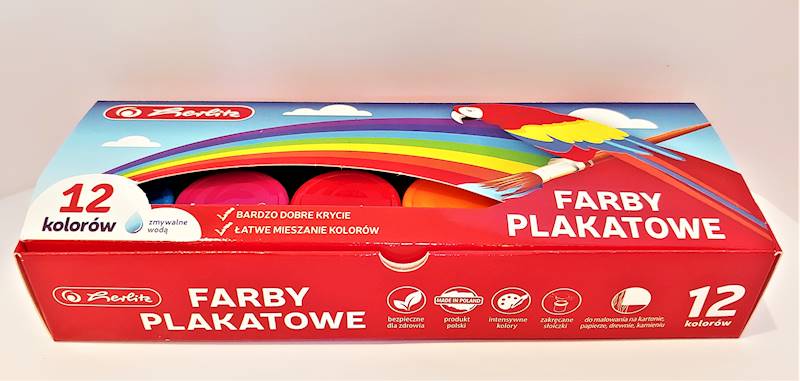 Herlitz
12
kolorów
zmywalne
wodą
BARDZO DOBRE KRYCIE
ŁATWE MIESZANIE KOLORÓW
FARBY
PLAKATOWE
Herlitz
FARBY
PLAKATOWE
bezpieczne
dla zdrowia
MADE IN POLAND
produkt
polski
intensywne
kolory
zakręcane
słoiczki
do malowania na kartonie,
papierze, drewnie, kamieniu
12
kolorów